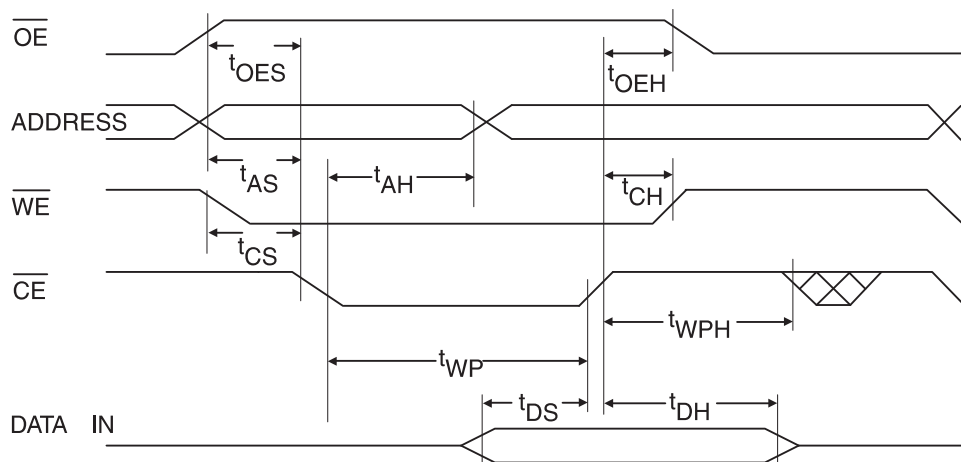 OE
tOES
tOEH
ADDRESS
tAS
tAH
tCH
WE
tCS
CE
tWPH
tWP
tDS
tDH
DATA IN